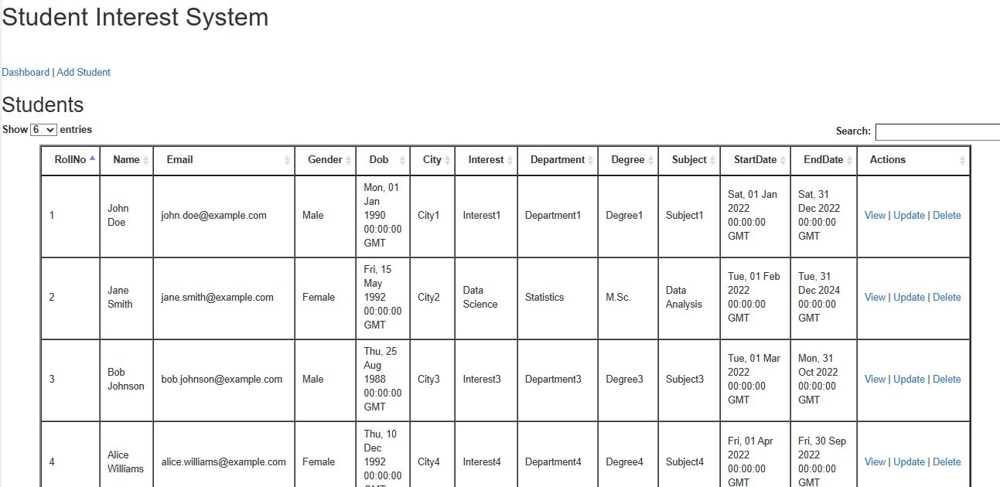 Student Interest System
Dashboard | Add Student
Students
Show 6 entries
Search:
RollNo Name Email Gender Dob City Interest Department Degree Subject StartDate EndDate Actions
1
John
Doe
john.doe@example.com
Male
Mon, 01
Jan
1990
00:00:00
GMT
City1
Interest1
Department1
Degree1
Subject1
Sat, 01 Jan
2022
00:00:00
GMT
Sat, 31
Dec 2022
00:00:00
GMT
View | Update | Delete
2
Jane
Smith
jane.smith@example.com
Female
Fri, 15
May
1992
00:00:00
GMT
City2
Data
Science
Statistics
M.Sc.
Data
Analysis
Tue, 01 Feb
2022
00:00:00
GMT
Tue, 31
Dec 2024
00:00:00
GMT
View | Update | Delete
3
Bob
Johnson
bob.johnson@example.com
Male
Thu, 25
Aug
1988
00:00:00
GMT
City3
Interest3
Department3
Degree3
Subject3
Tue, 01 Mar
2022
00:00:00
GMT
Mon, 31
Oct 2022
00:00:00
GMT
View | Update | Delete
4
Alice
Williams
alice.williams@example.com
Female
Thu, 10
Dec
1992
00:00:00
GMT
City4
Interest4
Department4
Degree4
Subject4
Fri, 01 Apr
2022
00:00:00
GMT
Fri, 30 Sep
2022
00:00:00
GMT
View | Update | Delete